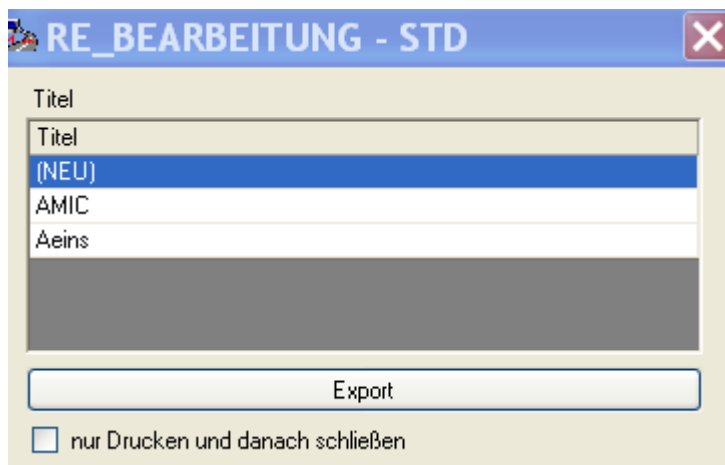 RE_BEARBEITUNG - STD
Titel
Titel
(NEU)
AMIC
Aeins
Export
nur Drucken und danach schließen